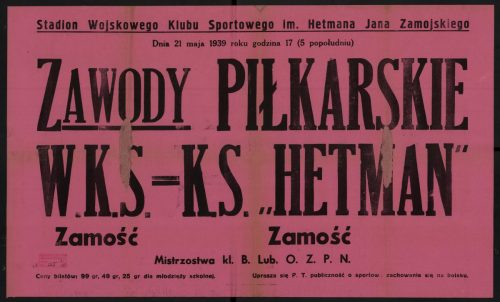 Stadion Wojskowego Klubu Sportowego im. Hetmana Jana Zamojskiego
Dnia 21 maja 1939 roku godzina 17 (5 popołudniu)
ZAWODY PIŁKARSKIE
W.K.S.=K.S. „HETMAN"
Zamość Zamość
Mistrzostwa kl. B. Lub. O. Z. P. N.
Ceny biletów: 99 gr, 49 gr, 25 gr dla młodzieży szkolnej. Uprasza się P. T. publiczność o sportowe zachowanie się na boisku.